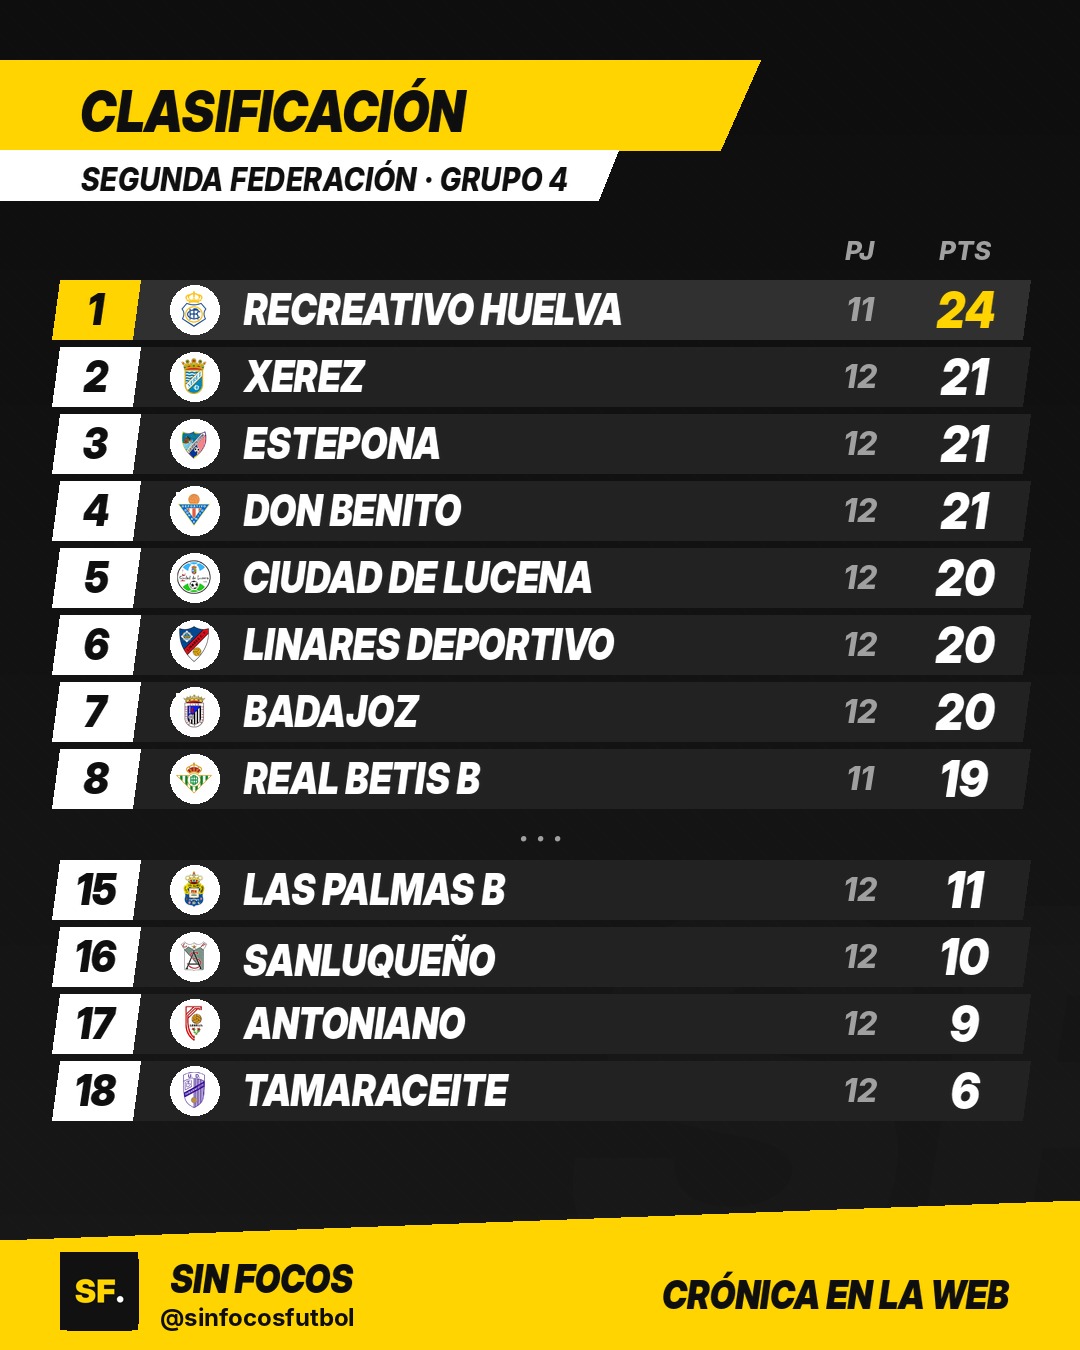 CLASIFICACIÓN
SEGUNDA FEDERACIÓN · GRUPO 4
PJ PTS
1 RECREATIVO HUELVA 11 24
2 XEREZ 12 21
3 ESTEPONA 12 21
4 DON BENITO 12 21
5 CIUDAD DE LUCENA 12 20
6 LINARES DEPORTIVO 12 20
7 BADAJOZ 12 20
8 REAL BETIS B 11 19
...
15 LAS PALMAS B 12 11
16 SANLUQUEÑO 12 10
17 ANTONIANO 12 9
18 TAMARACEITE 12 6
SF. SIN FOCOS
@sinfocosfutbol
CRÓNICA EN LA WEB